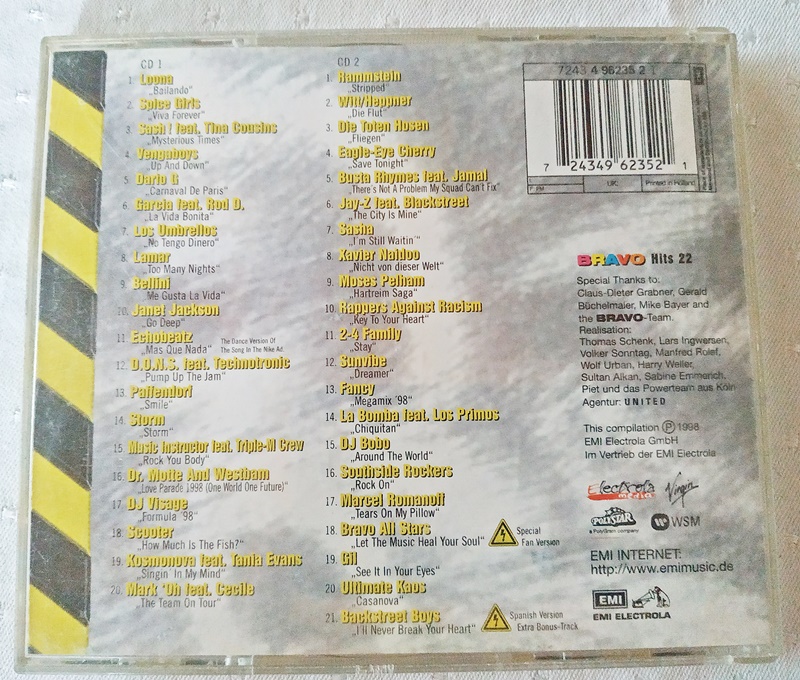 CD 1
1. Loona
„Bailando“
2. Spice Girls
„Viva Forever“
3. Sash! feat. Tina Cousins
„Mysterious Times“
4. Vengaboys
„Up And Down“
5. Dario G
„Carnaval De Paris“
6. Garcia feat. Rod D.
„La Vida Bonita“
7. Los Umbrellos
„No Tengo Dinero“
8. Lamar
„Too Many Nights“
9. Bellini
„Me Gusta La Vida“
10. Janet Jackson
„Go Deep“
11. Echobeatz
„Mas Que Nada“ The Dance Version Of
The Song In The Nike Ad.
12. D.O.N.S. feat. Technotronic
„Pump Up The Jam“
13. Paffendorf
„Smile“
14. Storm
„Storm“
15. Music Instructor feat. Triple-M Crew
„Rock You Body“
16. Dr. Motte And Westbam
„Love Parade 1998 (One World One Future)“
17. DJ Visage
„Formula '98“
18. Scooter
„How Much Is The Fish?“
19. Kosmonova feat. Tania Evans
„Singin' In My Mind“
20. Mark 'Oh feat. Cecile
„The Team On Tour“
CD 2
1. Rammstein
„Stripped“
2. Witt/Heppner
„Die Flut“
3. Die Toten Hosen
„Fliegen“
4. Eagle-Eye Cherry
„Save Tonight“
5. Busta Rhymes feat. Jamal
„There's Not A Problem My Squad Can't Fix“
6. Jay-Z feat. Blackstreet
„The City Is Mine“
7. Sasha
„I'm Still Waitin'“
8. Xavier Naidoo
„Nicht von dieser Welt“
9. Moses Pelham
„Hartreim Saga“
10. Rappers Against Racism
„Key To Your Heart“
11. 2-4 Family
„Stay“
12. Sunvibe
„Dreamer“
13. Fancy
„Megamix '98“
14. La Bomba feat. Los Primos
„Chiquitan“
15. DJ Bobo
„Around The World“
16. Southside Rockers
„Rock On“
17. Marcel Romanoff
„Tears On My Pillow“
18. Bravo All Stars
„Let The Music Heal Your Soul“
Special
Fan Version
19. Gil
„See It In Your Eyes“
20. Ultimate Kaos
„Casanova“
21. Backstreet Boys
„I'll Never Break Your Heart“
Spanish Version
Extra Bonus-Track
7243 4 96235 2 1
7 24349 62352 1
F: PM UK: Printed in Holland
BRAVO Hits 22
Special Thanks to:
Claus-Dieter Grabner, Gerald
Büchelmaier, Mike Bayer and
the BRAVO-Team.
Realisation:
Thomas Schenk, Lars Ingwersen,
Volker Sonntag, Manfred Rolef,
Wolf Urban, Harry Weller,
Sultan Alkan, Sabine Emmerich,
Piet und das Powerteam aus Köln
Agentur: UNITED
This compilation Ⓟ 1998
EMI Electrola GmbH
Im Vertrieb der EMI Electrola
Electrola
media
Virgin
POLYSTAR
a PolyGram company
WSM
EMI INTERNET:
http://www.emimusic.de
EMI
EMI ELECTROLA